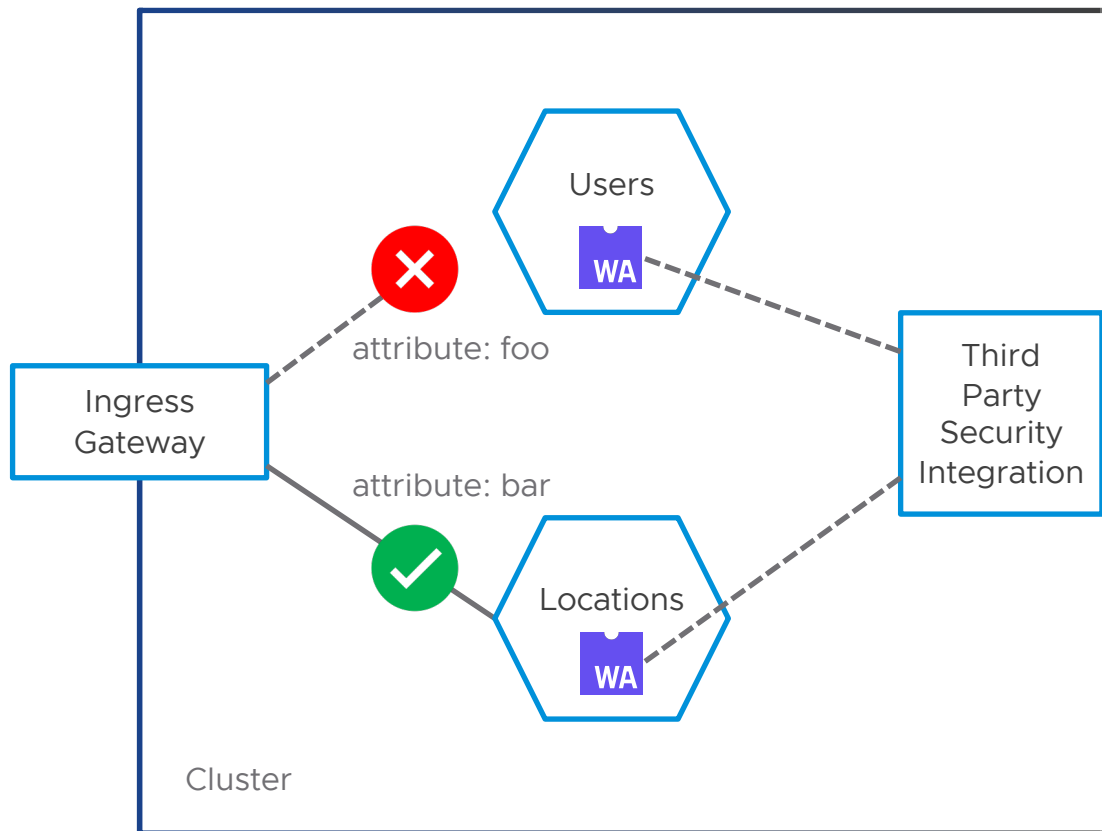 Users
WA
attribute: foo
Ingress
Gateway
Third
Party
Security
Integration
attribute: bar
Locations
WA
Cluster